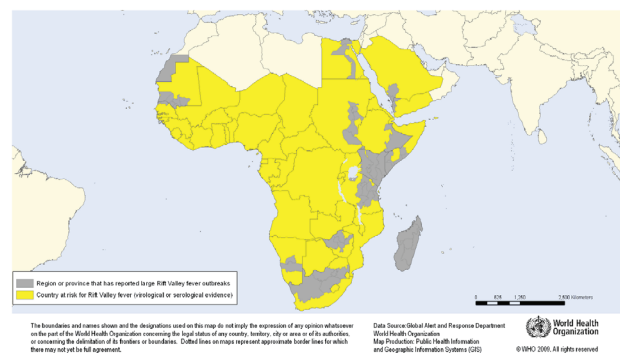 Region or province that has reported large Rift Valley fever outbreaks
Country at risk for Rift Valley fever (virological or serological evidence)
0 625 1,250 2,500 Kilometers
The boundaries and names shown and the designations used on this map do not imply the expression of any opinion whatsoever
on the part of the World Health Organization concerning the legal status of any country, territory, city or area or of its authorities,
or concerning the delimitation of its frontiers or boundaries. Dotted lines on maps represent approximate border lines for which
there may not yet be full agreement.
Data Source: Global Alert and Response Department
World Health Organization
Map Production: Public Health Information
and Geographic Information Systems (GIS)
World Health
Organization
© WHO 2009. All rights reserved